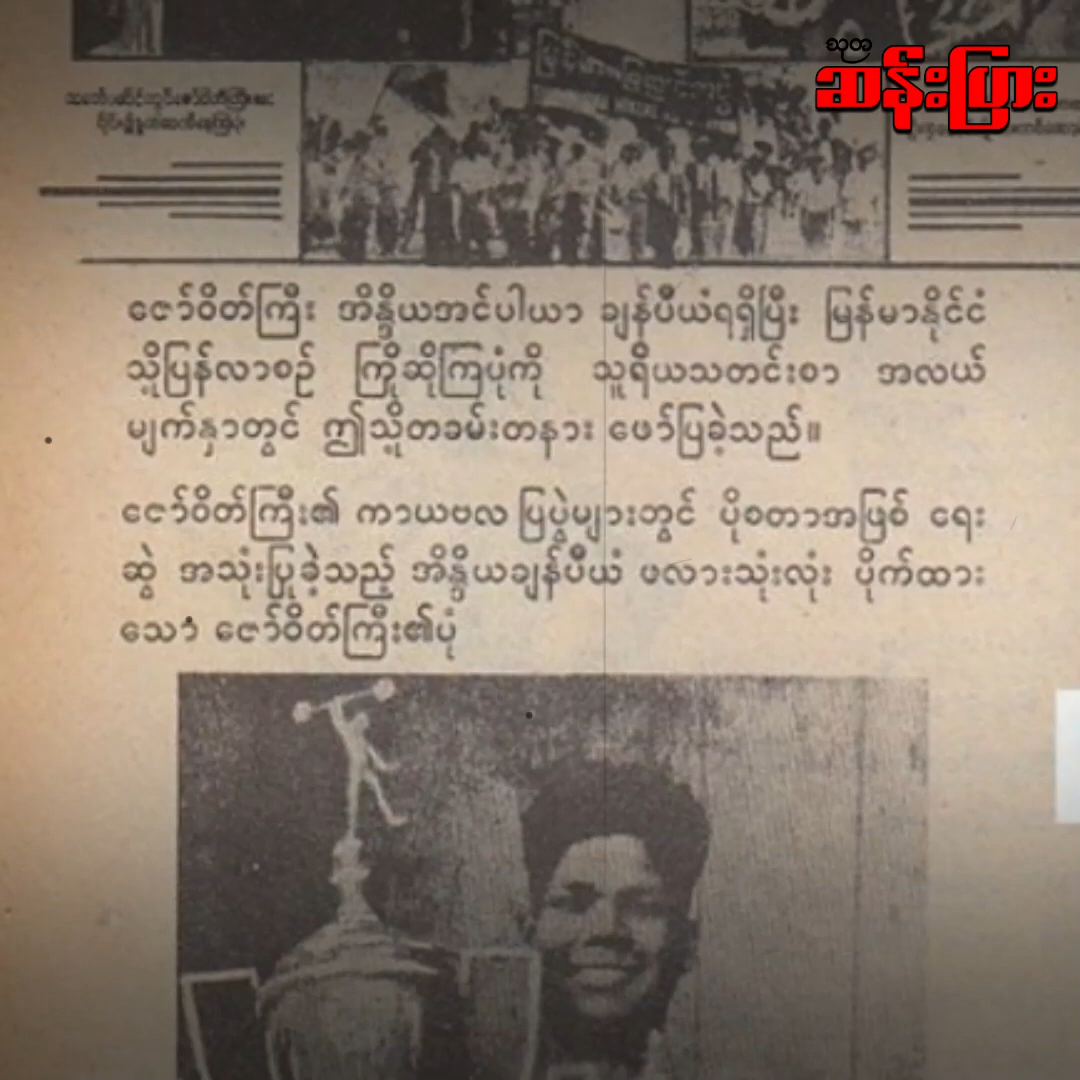 သုတ
ဆန်းပြား
ဇော်ဝိတ်ကြီး အိန္ဒိယအင်ပါယာ ချန်ပီယံရရှိပြီး မြန်မာနိုင်ငံ
သို့ပြန်လာစဉ် ကြိုဆိုကြပုံကို သူရိယသတင်းစာ အလယ်
မျက်နှာတွင် ဤသို့တခမ်းတနား ဖော်ပြခဲ့သည်။
ဇော်ဝိတ်ကြီး၏ ကာယဗလ ပြပွဲများတွင် ပိုစတာအဖြစ် ရေး
ဆွဲ အသုံးပြုခဲ့သည့် အိန္ဒိယချန်ပီယံ ဖလားသုံးလုံး ပိုက်ထား
သော ဇော်ဝိတ်ကြီး၏ပုံ